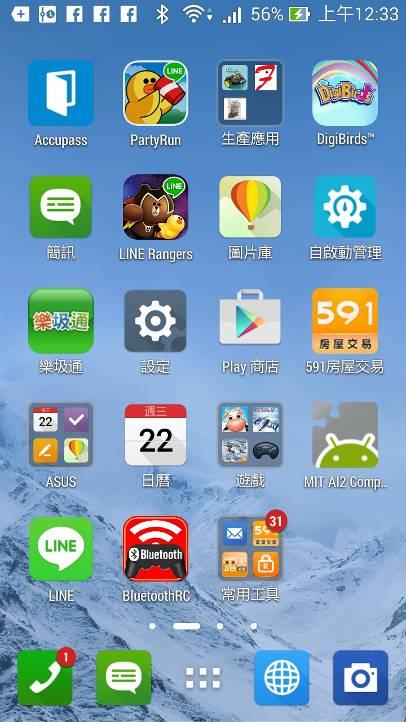 56% 上午12:33
LINE
DigiBirds
Accupass
PartyRun
生產應用
DigiBirds™
LINE
簡訊
LINE Rangers
圖片庫
自啟動管理
樂圾通
591
房屋交易
樂圾通
設定
Play 商店
591房屋交易
22
週三
22
ASUS
日曆
遊戲
MIT AI2 Comp..
LINE
Bluetooth
31
591
LINE
BluetoothRC
常用工具
1